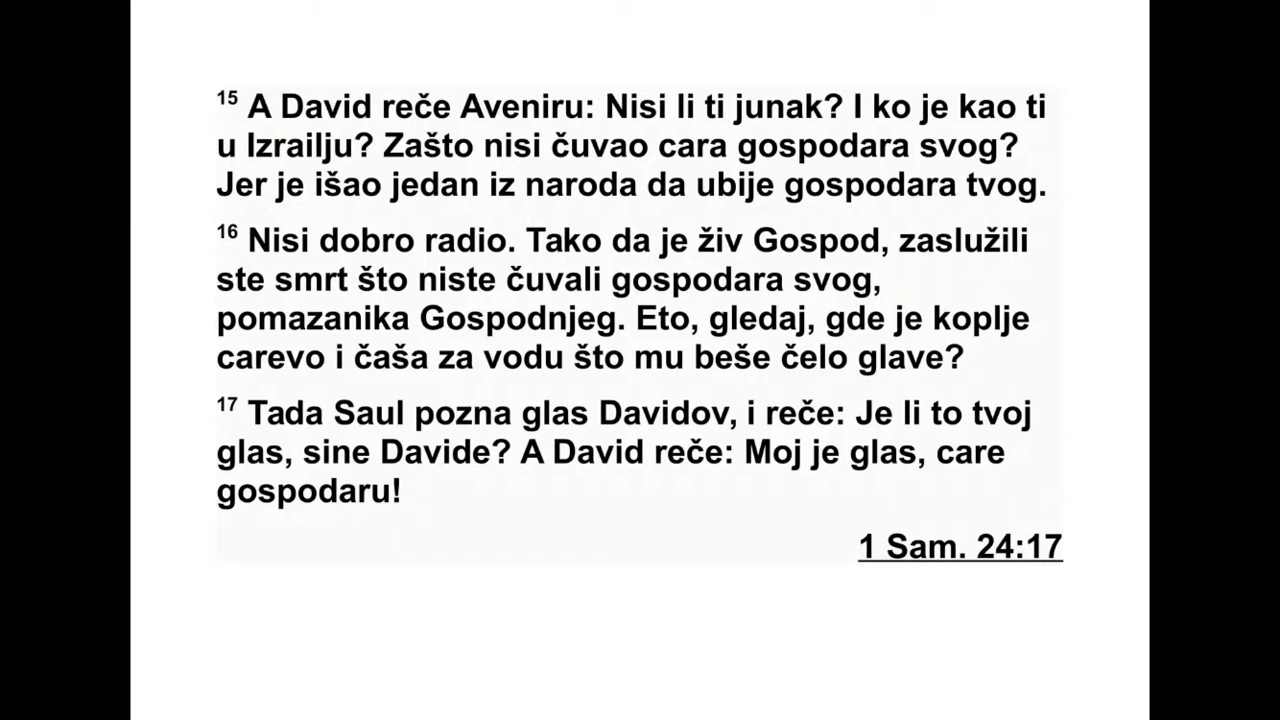 15 A David reče Aveniru: Nisi li ti junak? I ko je kao ti
u Izrailju? Zašto nisi čuvao cara gospodara svog?
Jer je išao jedan iz naroda da ubije gospodara tvog.
16 Nisi dobro radio. Tako da je živ Gospod, zaslužili
ste smrt što niste čuvali gospodara svog,
pomazanika Gospodnjeg. Eto, gledaj, gde je koplje
carevo i čaša za vodu što mu beše čelo glave?
17 Tada Saul pozna glas Davidov, i reče: Je li to tvoj
glas, sine Davide? A David reče: Moj je glas, care
gospodaru!
1 Sam. 24:17